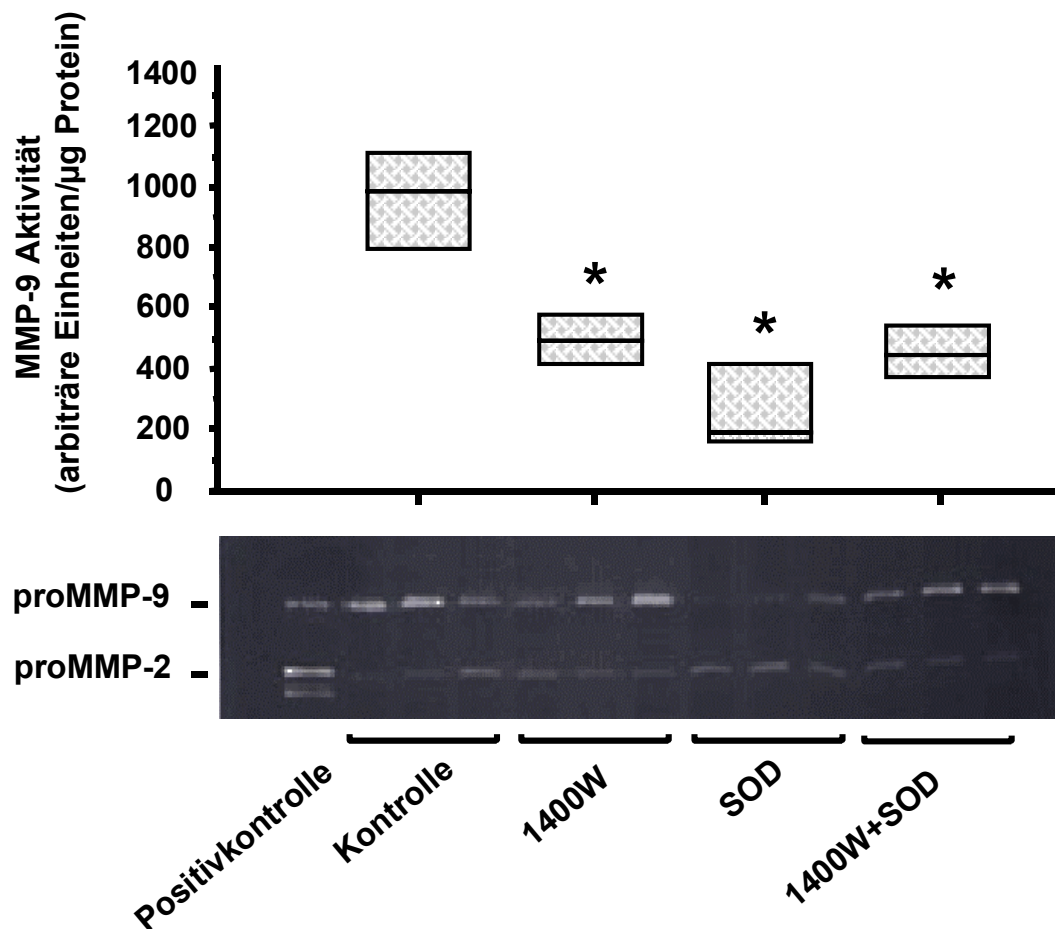 MMP-9 Aktivität
(arbiträre Einheiten/µg Protein)
1400
1200
1000
800
600
400
200
0
*
*
*
proMMP-9
proMMP-2
Positivkontrolle
Kontrolle
1400W
SOD
1400W+SOD